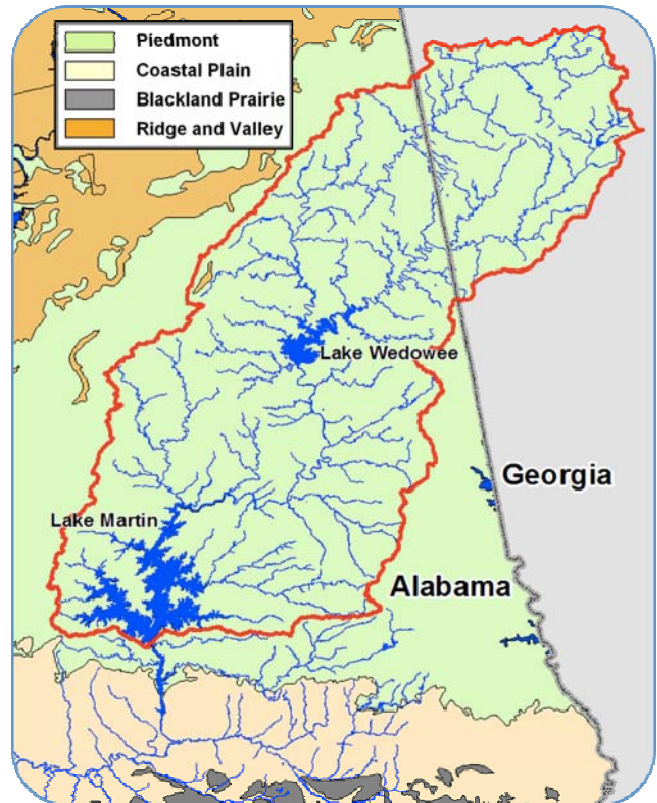 Piedmont
Coastal Plain
Blackland Prairie
Ridge and Valley
Lake Wedowee
Georgia
Lake Martin
Alabama